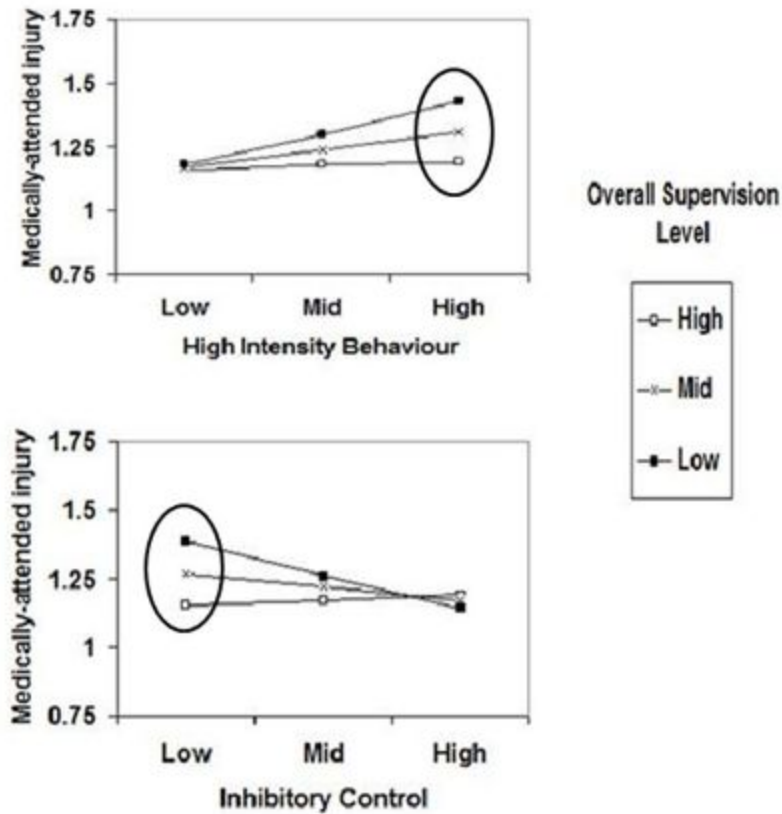 1.75
1.5
1.25
1
0.75
Medically-attended injury
Low Mid High
High Intensity Behaviour
Overall Supervision
Level
High
Mid
Low
1.75
1.5
1.25
1
0.75
Medically-attended injury
Low Mid High
Inhibitory Control